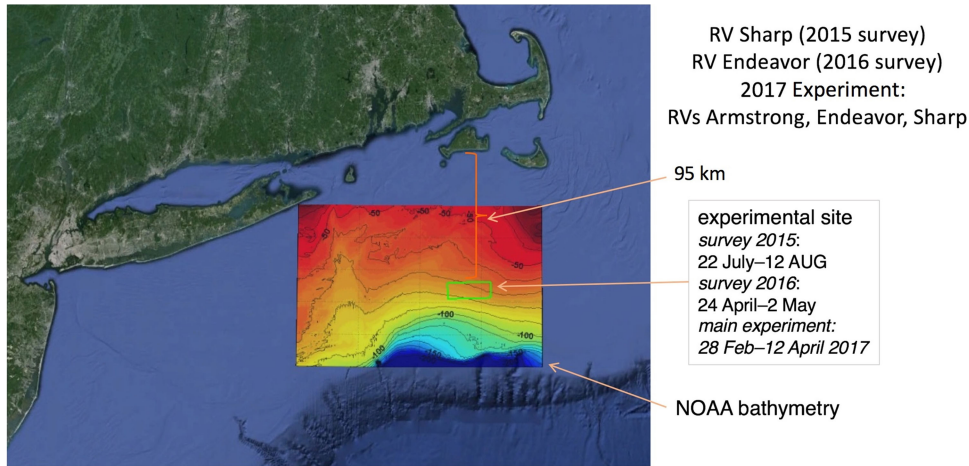 RV Sharp (2015 survey)
RV Endeavor (2016 survey)
2017 Experiment:
RVs Armstrong, Endeavor, Sharp
95 km
experimental site
survey 2015:
22 July–12 AUG
survey 2016:
24 April–2 May
main experiment:
28 Feb–12 April 2017
NOAA bathymetry
-50
-50
-50
-50
-100
-100
-100